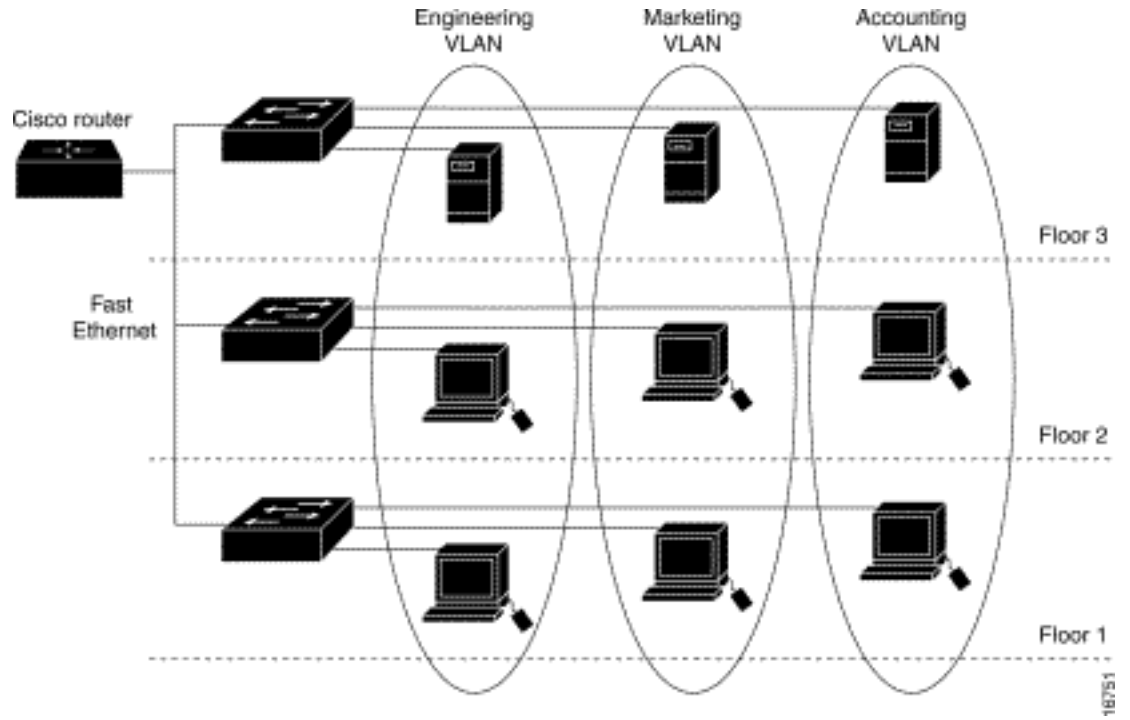 Engineering
VLAN
Marketing
VLAN
Accounting
VLAN
Cisco router
Floor 3
Fast
Ethernet
Floor 2
Floor 1
18751